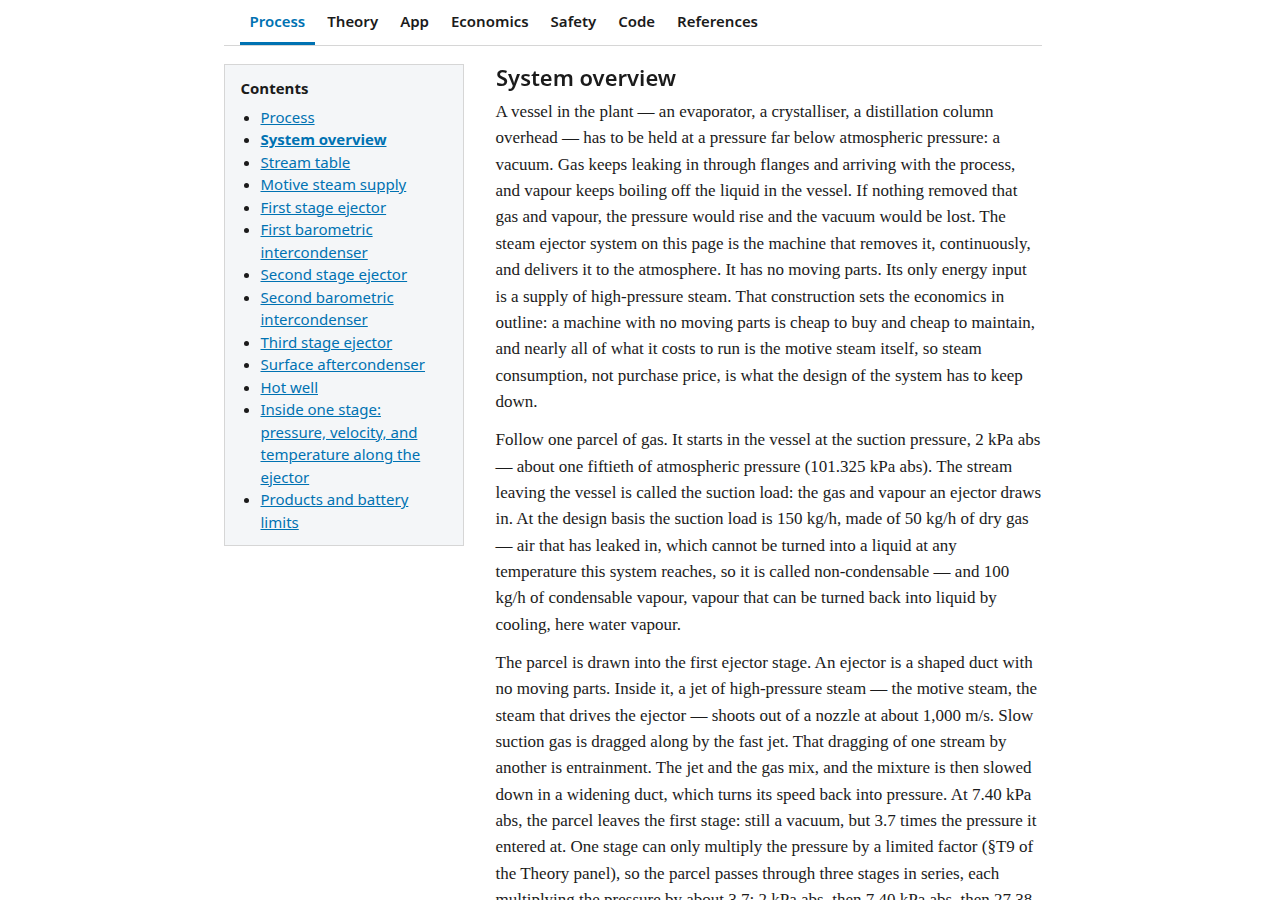 Process Theory App Economics Safety Code References
Contents
Process
System overview
Stream table
Motive steam supply
First stage ejector
First barometric
intercondenser
Second stage ejector
Second barometric
intercondenser
Third stage ejector
Surface aftercondenser
Hot well
Inside one stage:
pressure, velocity, and
temperature along the
ejector
Products and battery
limits
System overview
A vessel in the plant — an evaporator, a crystalliser, a distillation column
overhead — has to be held at a pressure far below atmospheric pressure: a
vacuum. Gas keeps leaking in through flanges and arriving with the process,
and vapour keeps boiling off the liquid in the vessel. If nothing removed that
gas and vapour, the pressure would rise and the vacuum would be lost. The
steam ejector system on this page is the machine that removes it, continuously,
and delivers it to the atmosphere. It has no moving parts. Its only energy input
is a supply of high-pressure steam. That construction sets the economics in
outline: a machine with no moving parts is cheap to buy and cheap to maintain,
and nearly all of what it costs to run is the motive steam itself, so steam
consumption, not purchase price, is what the design of the system has to keep
down.
Follow one parcel of gas. It starts in the vessel at the suction pressure, 2 kPa abs
— about one fiftieth of atmospheric pressure (101.325 kPa abs). The stream
leaving the vessel is called the suction load: the gas and vapour an ejector draws
in. At the design basis the suction load is 150 kg/h, made of 50 kg/h of dry gas
— air that has leaked in, which cannot be turned into a liquid at any
temperature this system reaches, so it is called non-condensable — and 100
kg/h of condensable vapour, vapour that can be turned back into liquid by
cooling, here water vapour.
The parcel is drawn into the first ejector stage. An ejector is a shaped duct with
no moving parts. Inside it, a jet of high-pressure steam — the motive steam, the
steam that drives the ejector — shoots out of a nozzle at about 1,000 m/s. Slow
suction gas is dragged along by the fast jet. That dragging of one stream by
another is entrainment. The jet and the gas mix, and the mixture is then slowed
down in a widening duct, which turns its speed back into pressure. At 7.40 kPa
abs, the parcel leaves the first stage: still a vacuum, but 3.7 times the pressure it
entered at. One stage can only multiply the pressure by a limited factor (§T9 of
the Theory panel), so the parcel passes through three stages in series, each
multiplying the pressure by about 3.7: 2 kPa abs, then 7.40 kPa abs, then 27.38